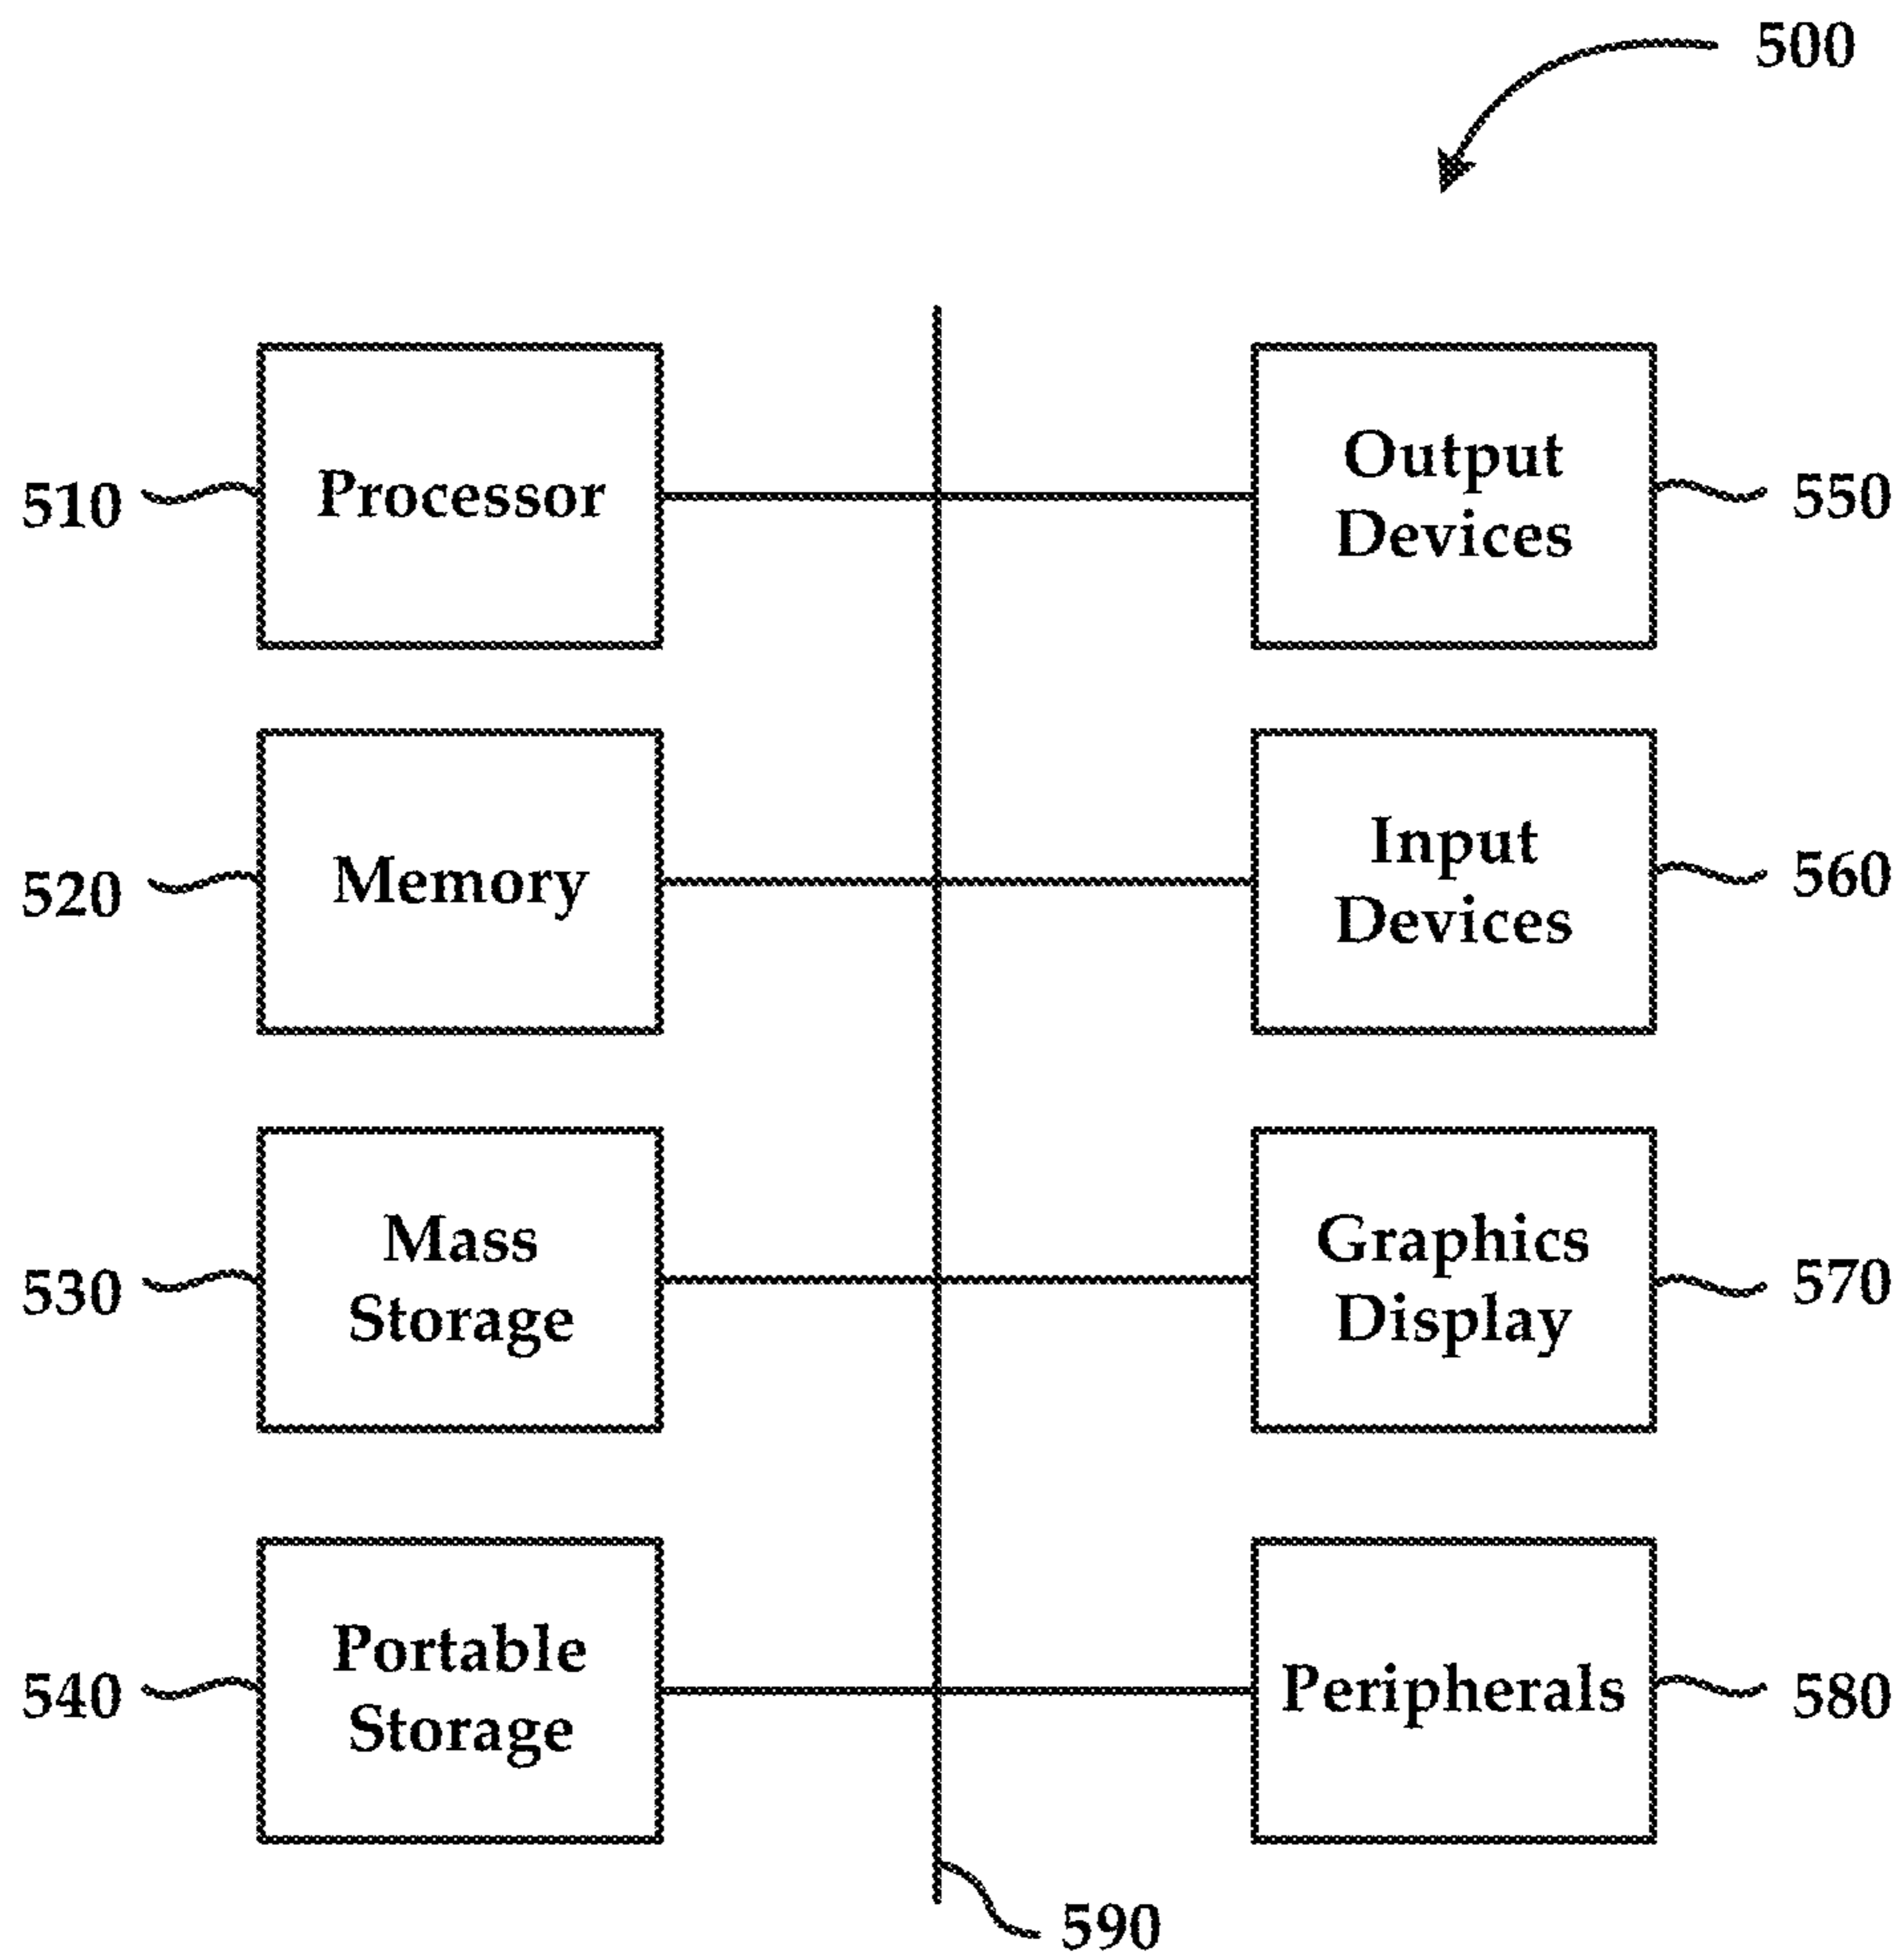 500
510
Processor
Output
Devices
550
520
Memory
Input
Devices
560
530
Mass
Storage
Graphics
Display
570
540
Portable
Storage
Peripherals
580
590